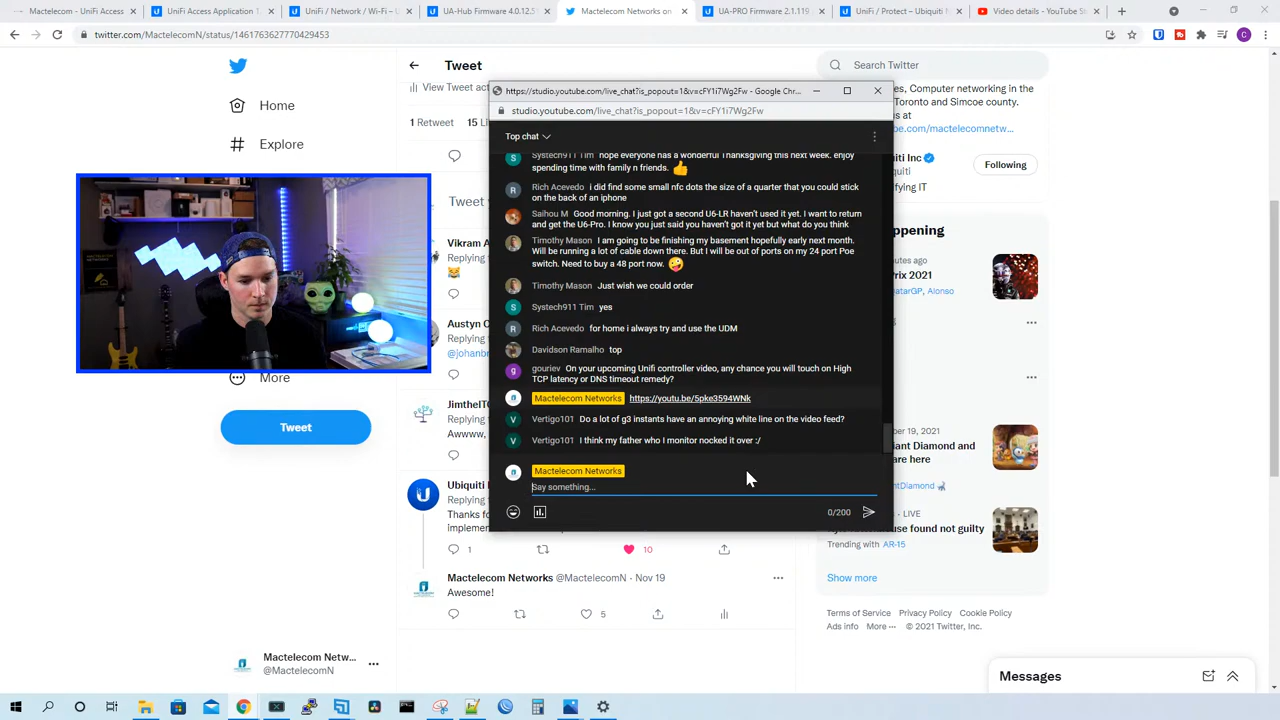 Mactelecom - UniFi Access
UniFi Access Application 1.
UniFi / Network / Wi-Fi –
UA-Hub Firmware 4.0.12.5
Mactelecom Networks on
UA-PRO Firmware 2.1.119.
UniFi / Protect – Ubiquiti
Video details - YouTube St
twitter.com/MactelecomN/status/1461763627770429453
C
Home
Explore
More
Tweet
Mactelecom Netw...
@MactelecomN
Tweet
View Tweet
1 Retweet 15 Li
Tweet
Vikram A
Replying
Austyn C
Replying
@johanb
JimtheIT
Replying
Awww,
Ubiquiti I
Replying
Thanks fo
implemen
1
10
Mactelecom Networks @MactelecomN · Nov 19
Awesome!
5
https://studio.youtube.com/live_chat?is_popout=1&v=cFY1i7Wg2Fw - Google Chr...
studio.youtube.com/live_chat?is_popout=1&v=cFY1i7Wg2Fw
Top chat
Systech911 Tim hope everyone has a wonderful Thanksgiving this next week. enjoy
spending time with family n friends. 👍
Rich Acevedo i did find some small nfc dots the size of a quarter that you could stick
on the back of an iphone
Saihou M Good morning. I just got a second U6-LR haven't used it yet. I want to return
and get the U6-Pro. I know you just said you haven't got it yet but what do you think
Timothy Mason I am going to be finishing my basement hopefully early next month.
Will be running a lot of cable down there. But I will be out of ports on my 24 port Poe
switch. Need to buy a 48 port now. 🤪
Timothy Mason Just wish we could order
Systech911 Tim yes
Rich Acevedo for home i always try and use the UDM
Davidson Ramalho top
gouriev On your upcoming Unifi controller video, any chance you will touch on High
TCP latency or DNS timeout remedy?
Mactelecom Networks https://youtu.be/5pke3594WNk
Vertigo101 Do a lot of g3 instants have an annoying white line on the video feed?
Vertigo101 I think my father who I monitor nocked it over :/
Mactelecom Networks
Say something...
0/200
Search Twitter
es, Computer networking in the
Toronto and Simcoe county.
us at
be.com/mactelecomnetw...
iti Inc
quiti
Following
fying IT
ppening
utes ago
Prix 2021
atarGP, Alonso
19, 2021
iant Diamond and
are here
ntDiamond
· LIVE
use found not guilty
Trending with AR-15
Show more
Terms of Service Privacy Policy Cookie Policy
Ads info More ··· © 2021 Twitter, Inc.
Messages